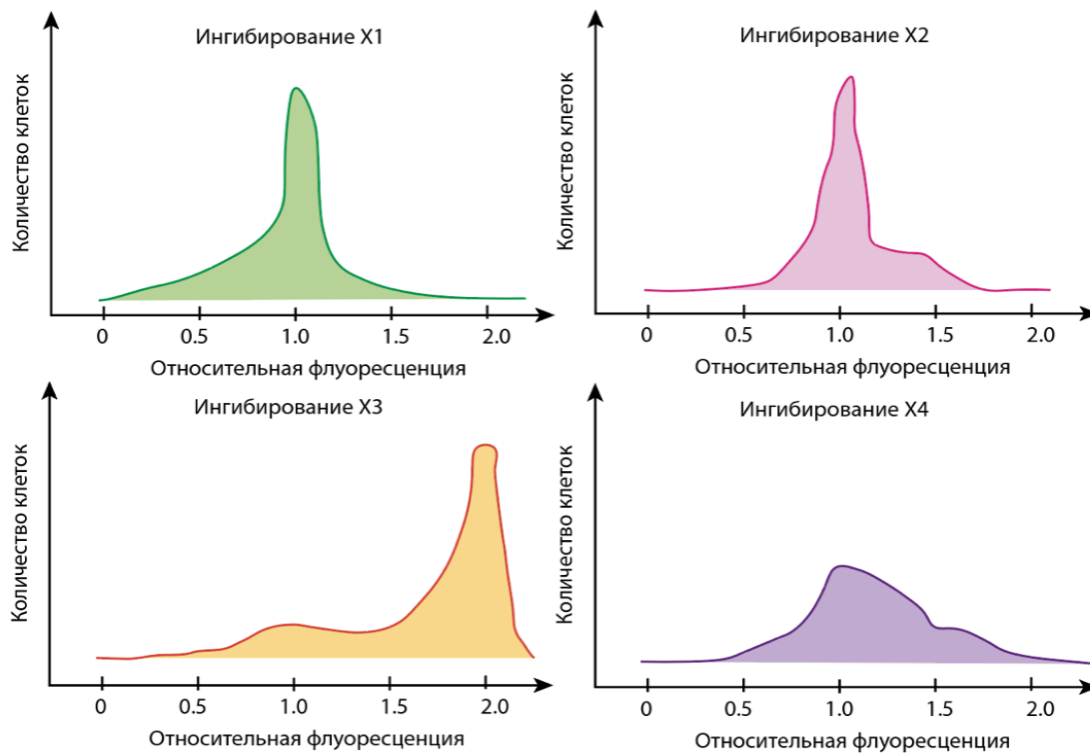 Ингибирование X1
Количество клеток
0 0.5 1.0 1.5 2.0
Относительная флуоресценция
Ингибирование X2
Количество клеток
0 0.5 1.0 1.5 2.0
Относительная флуоресценция
Ингибирование X3
Количество клеток
0 0.5 1.0 1.5 2.0
Относительная флуоресценция
Ингибирование X4
Количество клеток
0 0.5 1.0 1.5 2.0
Относительная флуоресценция